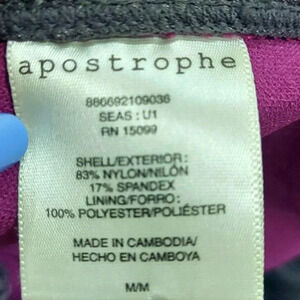 apostrophe
886692109036
SEAS : U1
RN 15099
SHELL/EXTERIOR :
83% NYLON/NILÓN
17% SPANDEX
LINING/FORRO :
100% POLYESTER/POLIÉSTER
MADE IN CAMBODIA/
HECHO EN CAMBOYA
M/M